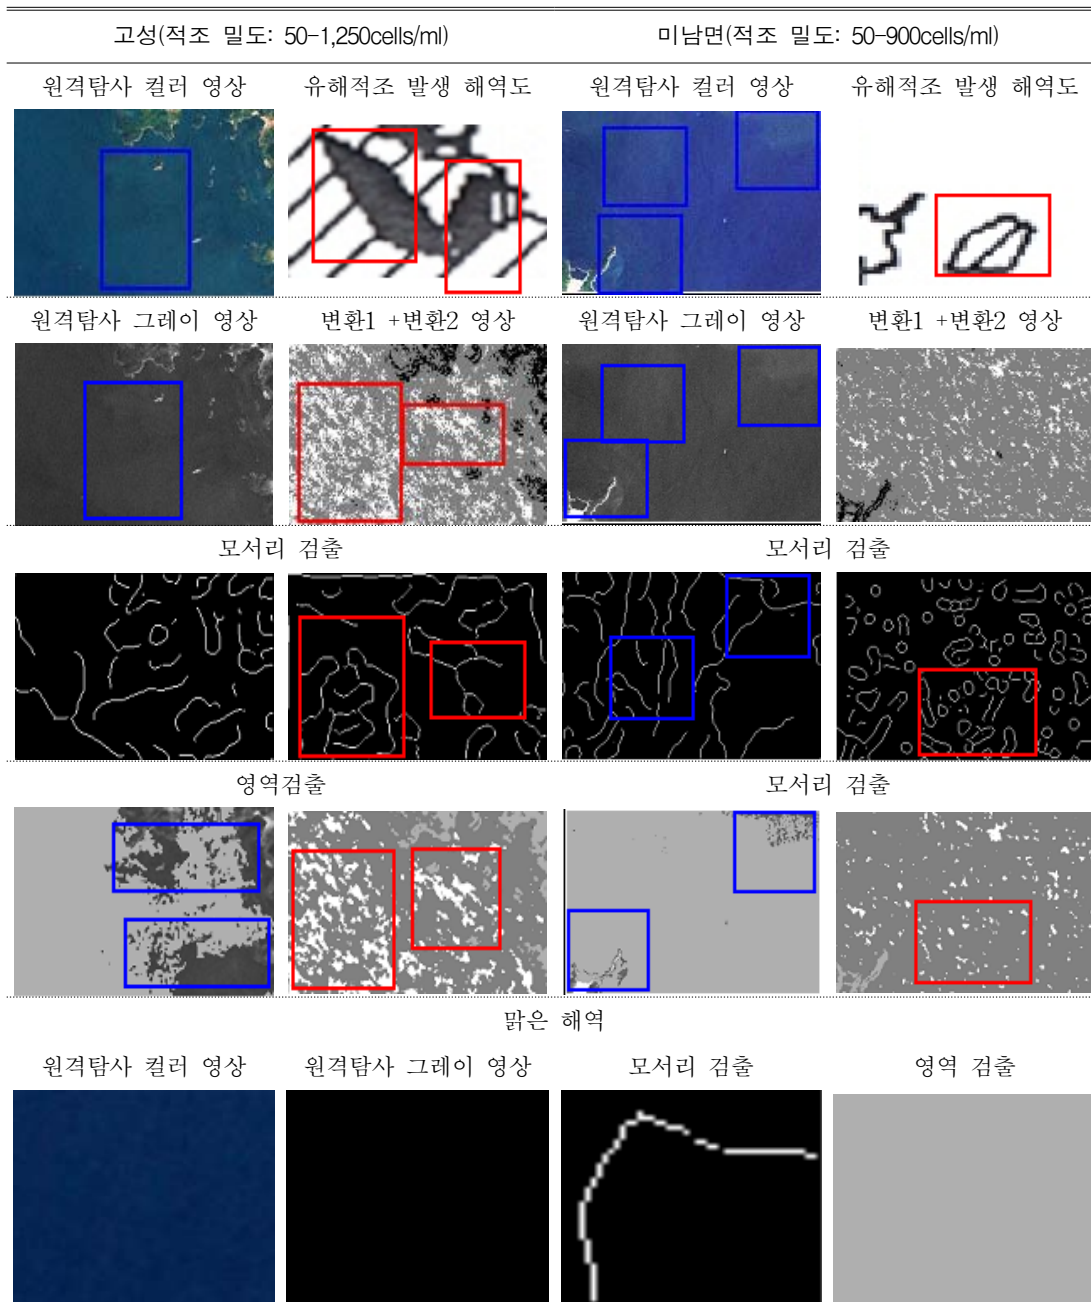 고성(적조 밀도: 50-1,250cells/ml) 미남면(적조 밀도: 50-900cells/ml)
원격탐사 컬러 영상 유해적조 발생 해역도 원격탐사 컬러 영상 유해적조 발생 해역도
원격탐사 그레이 영상 변환1 +변환2 영상 원격탐사 그레이 영상 변환1 +변환2 영상
모서리 검출 모서리 검출
영역검출 모서리 검출
맑은 해역
원격탐사 컬러 영상 원격탐사 그레이 영상 모서리 검출 영역 검출